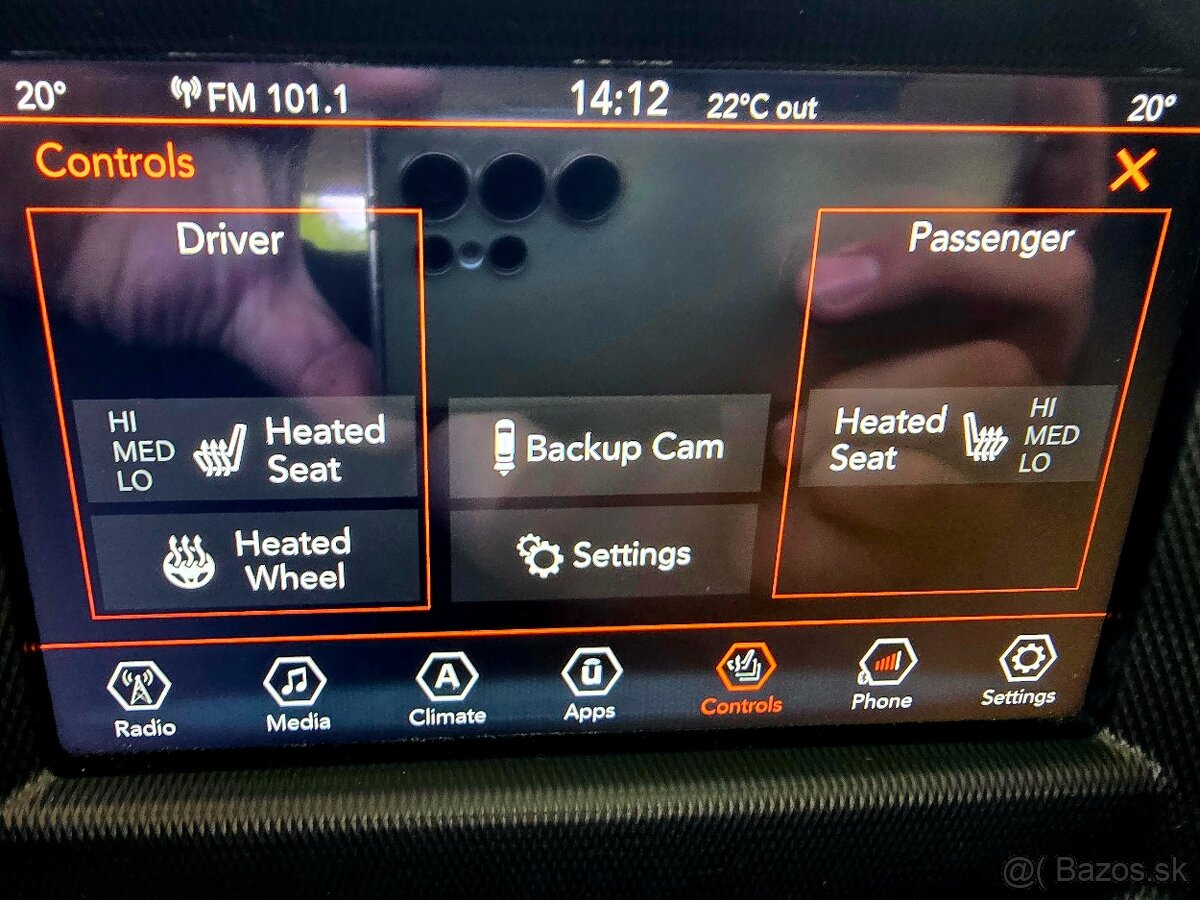 20° FM 101.1 14:12 22°C out 20°
Controls X
Driver
Passenger
HI
MED
LO
Heated
Seat
Backup Cam
Heated
Seat
HI
MED
LO
Heated
Wheel
Settings
A
ū
Radio Media Climate Apps Controls Phone Settings
@( Bazos.sk